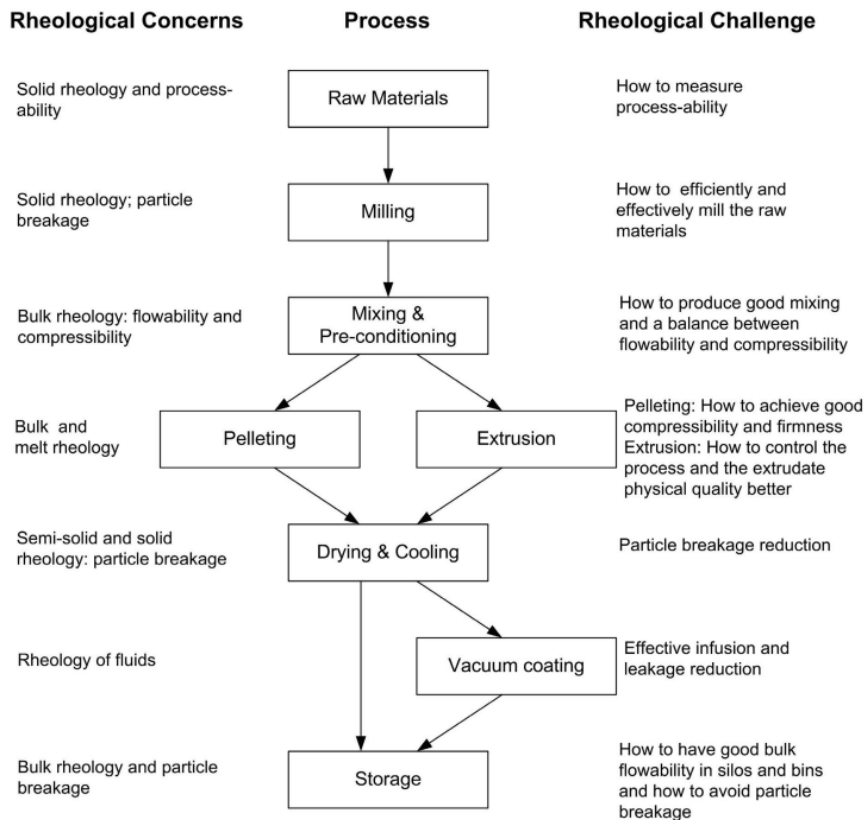 Rheological Concerns
Process
Rheological Challenge
Solid rheology and process-
ability
Raw Materials
How to measure
process-ability
Solid rheology; particle
breakage
Milling
How to efficiently and
effectively mill the raw
materials
Bulk rheology: flowability and
compressibility
Mixing &
Pre-conditioning
How to produce good mixing
and a balance between
flowability and compressibility
Bulk and
melt rheology
Pelleting
Extrusion
Pelleting: How to achieve good
compressibility and firmness
Extrusion: How to control the
process and the extrudate
physical quality better
Semi-solid and solid
rheology: particle breakage
Drying & Cooling
Particle breakage reduction
Rheology of fluids
Vacuum coating
Effective infusion and
leakage reduction
Bulk rheology and particle
breakage
Storage
How to have good bulk
flowability in silos and bins
and how to avoid particle
breakage